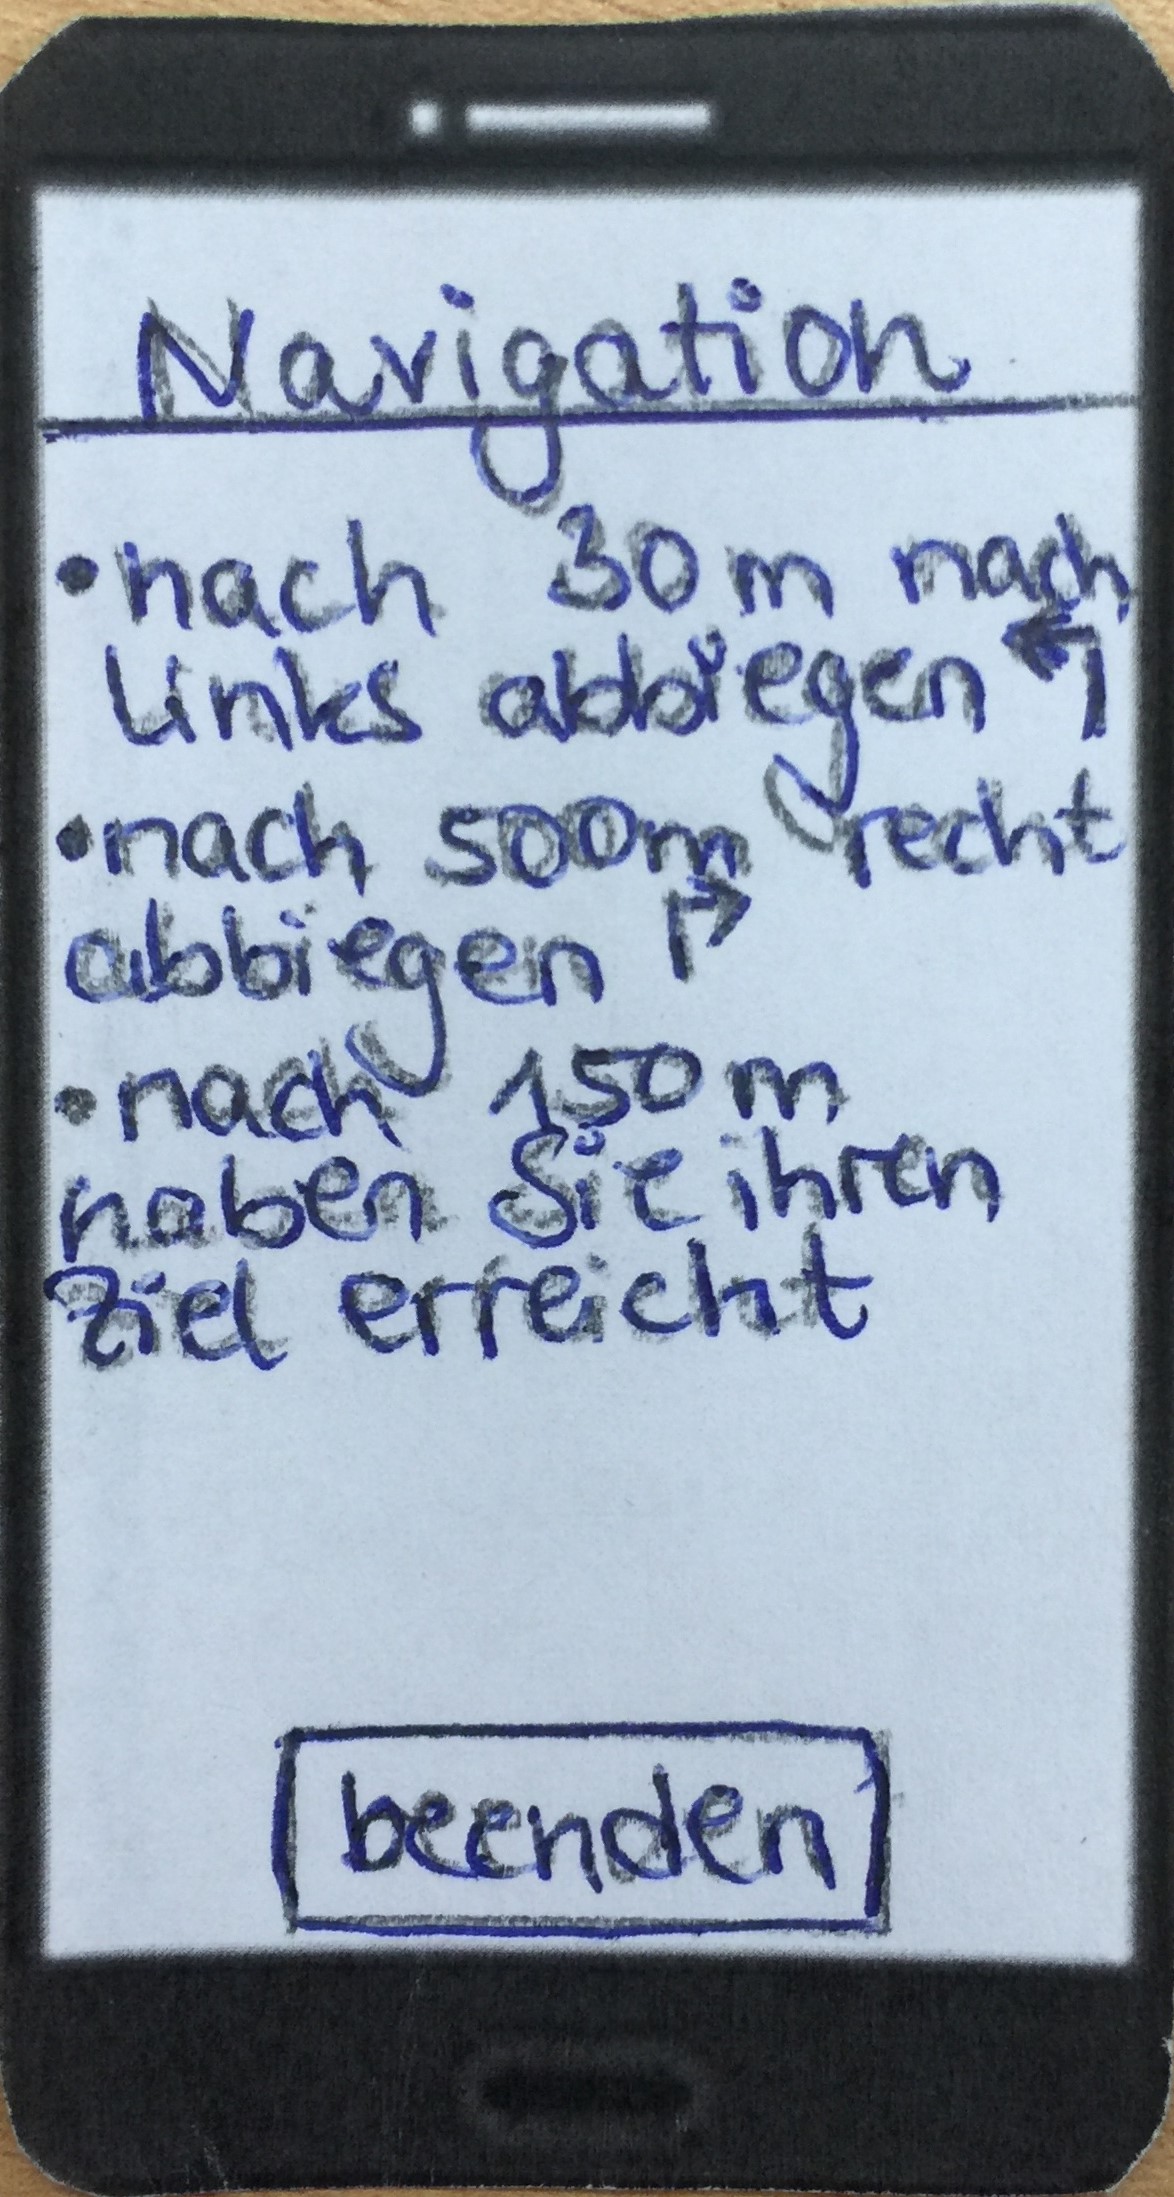 Navigation
•nach 30m nach
links abbiegen ↰
•nach 500m recht
abbiegen ↱
•nach 150m
haben Sie ihren
Ziel erreicht
beenden